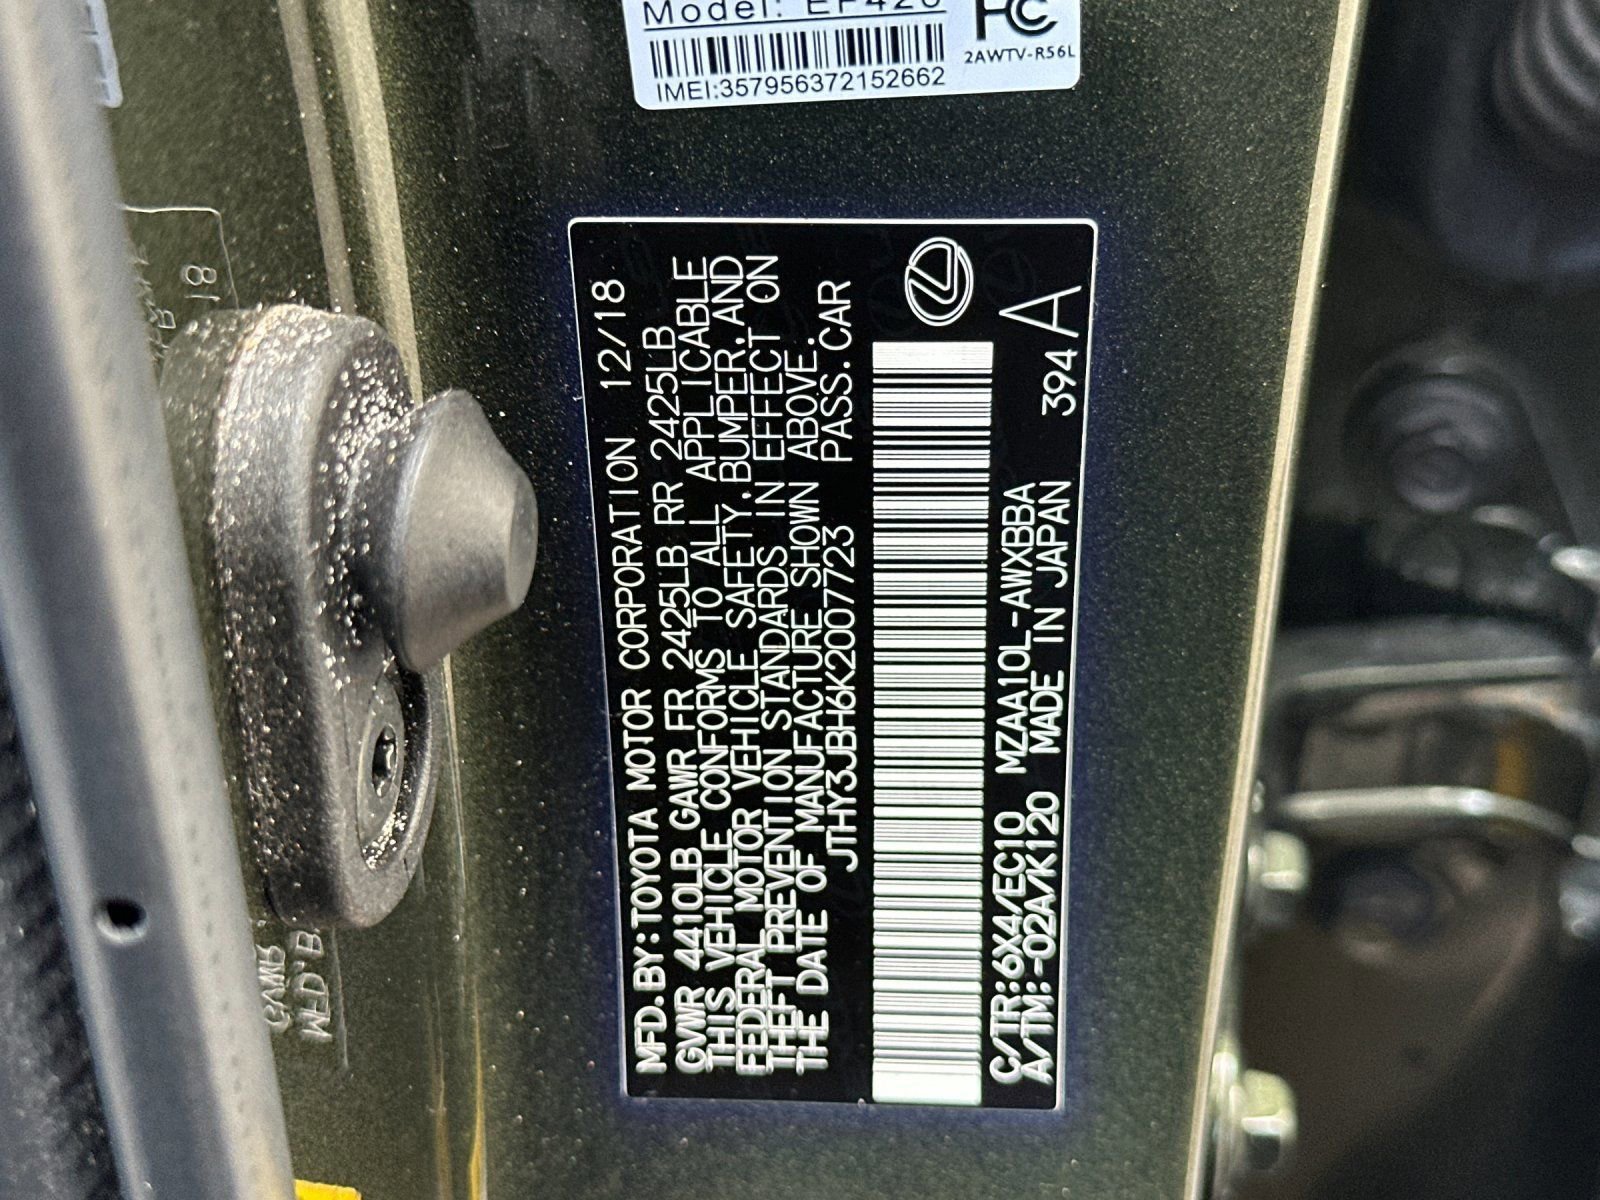 Model: EF420
IMEI:357956372152662
FC
2AWTV-R56L
MFD.BY:TOYOTA MOTOR CORPORATION 12/18
GVWR 4410LB GAWR FR 2425LB RR 2425LB
THIS VEHICLE CONFORMS TO ALL APPLICABLE
FEDERAL MOTOR VEHICLE SAFETY,BUMPER,AND
THEFT PREVENTION STANDARDS IN EFFECT ON
THE DATE OF MANUFACTURE SHOWN ABOVE.
JTHY3JBH6K2007723 PASS.CAR
C/TR:6X4/EC10 MZAA10L-AWXBBA
A/TM:-02A/K120 MADE IN JAPAN 394 A